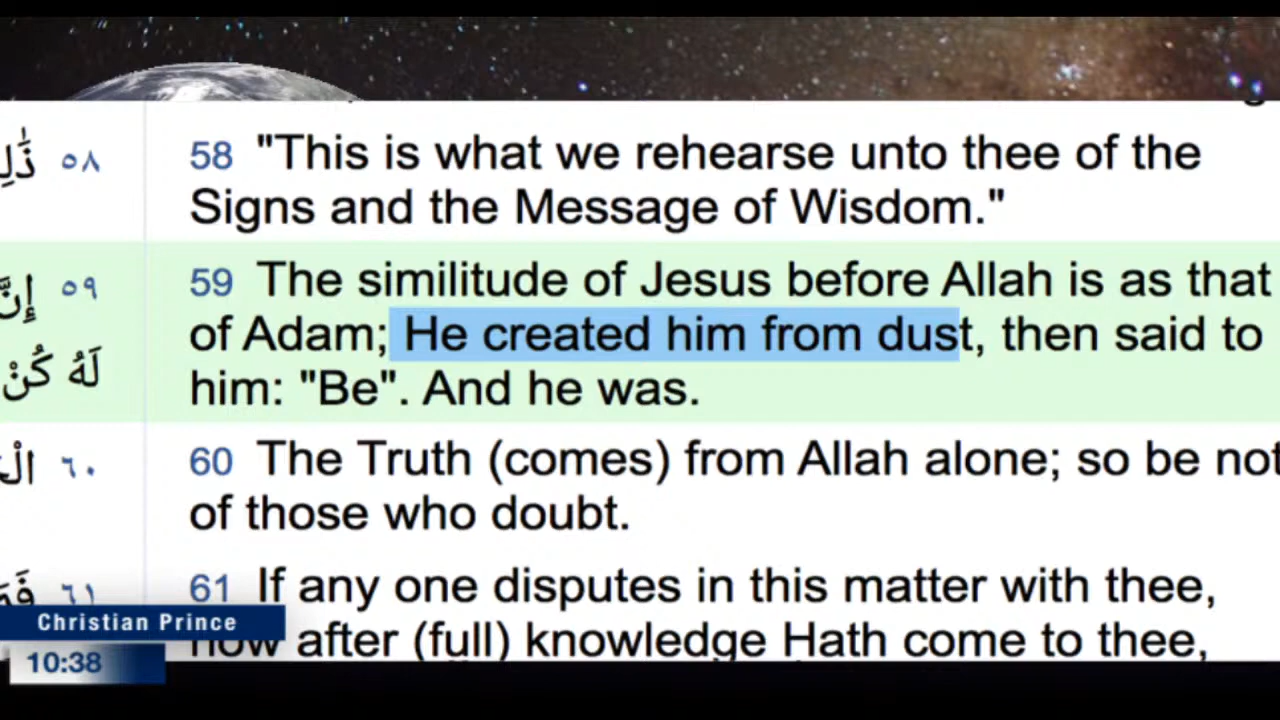 ذَٰلِ ٥٨
58 "This is what we rehearse unto thee of the
Signs and the Message of Wisdom."
إِنَّ ٥٩
59 The similitude of Jesus before Allah is as that
of Adam; He created him from dust, then said to
لَهُ كُنْ
him: "Be". And he was.
٦٠
60 The Truth (comes) from Allah alone; so be not
of those who doubt.
٦١
61 If any one disputes in this matter with thee,
now after (full) knowledge Hath come to thee,
Christian Prince
10:38